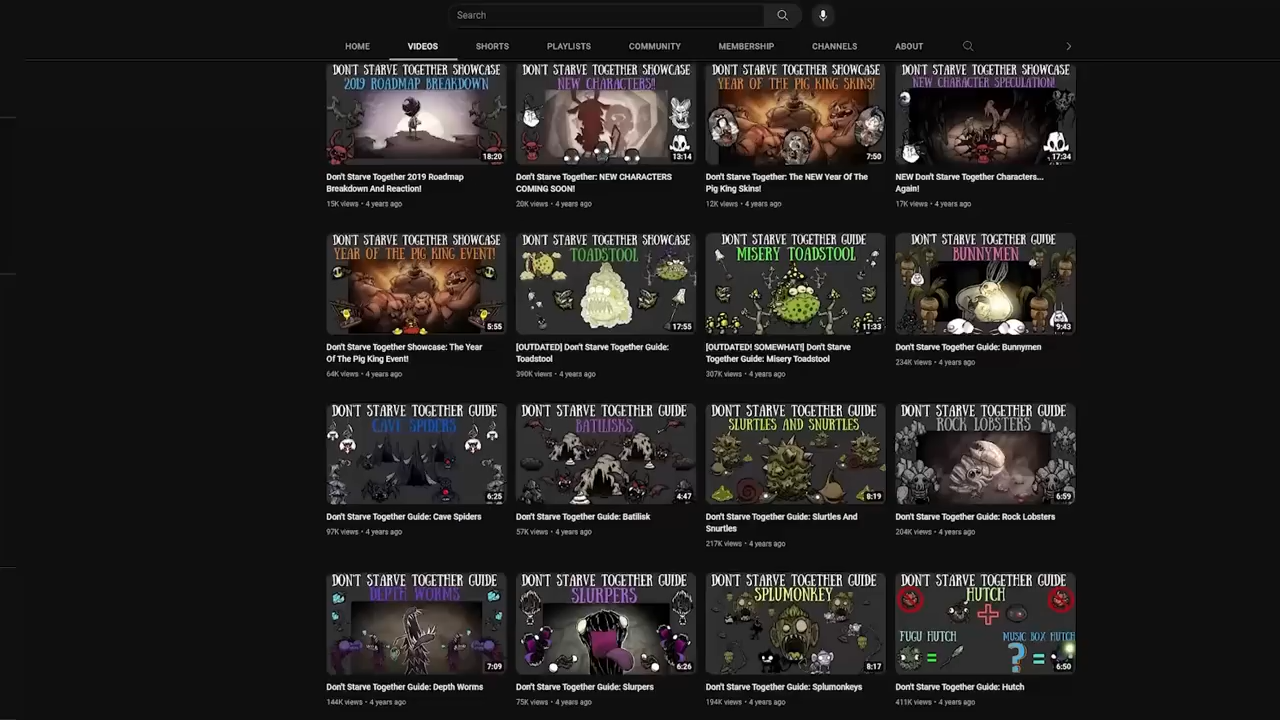 Search
HOME
VIDEOS
SHORTS
PLAYLISTS
COMMUNITY
MEMBERSHIP
CHANNELS
ABOUT
DON'T STARVE TOGETHER SHOWCASE
2019 ROADMAP BREAKDOWN
18:20
Don't Starve Together 2019 Roadmap
Breakdown And Reaction!
15K views • 4 years ago
DON'T STARVE TOGETHER SHOWCASE
NEW CHARACTERS!!
13:14
Don't Starve Together: NEW CHARACTERS
COMING SOON!
28K views • 4 years ago
DON'T STARVE TOGETHER SHOWCASE
YEAR OF THE PIG KING SKINS!
7:50
Don't Starve Together: The NEW Year Of The
Pig King Skins!
12K views • 4 years ago
DON'T STARVE TOGETHER SHOWCASE
NEW CHARACTER SPECULATION!
17:34
NEW Don't Starve Together Characters...
Again!
17K views • 4 years ago
DON'T STARVE TOGETHER SHOWCASE
YEAR OF THE PIG KING EVENT!
5:55
Don't Starve Together Showcase: The Year
Of The Pig King Event!
64K views • 4 years ago
DON'T STARVE TOGETHER SHOWCASE
TOADSTOOL
17:55
[OUTDATED] Don't Starve Together Guide:
Toadstool
390K views • 4 years ago
DON'T STARVE TOGETHER GUIDE
MISERY TOADSTOOL
11:33
[OUTDATED! SOMEWHAT!] Don't Starve
Together Guide: Misery Toadstool
307K views • 4 years ago
DON'T STARVE TOGETHER GUIDE
BUNNYMEN
9:43
Don't Starve Together Guide: Bunnymen
234K views • 4 years ago
DON'T STARVE TOGETHER GUIDE
CAVE SPIDERS
6:25
Don't Starve Together Guide: Cave Spiders
97K views • 4 years ago
DON'T STARVE TOGETHER GUIDE
BATILISKS
4:47
Don't Starve Together Guide: Batilisk
57K views • 4 years ago
DON'T STARVE TOGETHER GUIDE
SLURTLES AND SNURTLES
8:19
Don't Starve Together Guide: Slurtles And
Snurtles
217K views • 4 years ago
DON'T STARVE TOGETHER GUIDE
ROCK LOBSTERS
6:59
Don't Starve Together Guide: Rock Lobsters
204K views • 4 years ago
DON'T STARVE TOGETHER GUIDE
DEPTH WORMS
7:09
Don't Starve Together Guide: Depth Worms
144K views • 4 years ago
DON'T STARVE TOGETHER GUIDE
SLURPERS
6:26
Don't Starve Together Guide: Slurpers
75K views • 4 years ago
DON'T STARVE TOGETHER GUIDE
SPLUMONKEY
8:17
Don't Starve Together Guide: Splumonkeys
194K views • 4 years ago
DON'T STARVE TOGETHER GUIDE
HUTCH
FUGU HUTCH
MUSIC BOX HUTCH
6:50
Don't Starve Together Guide: Hutch
411K views • 4 years ago